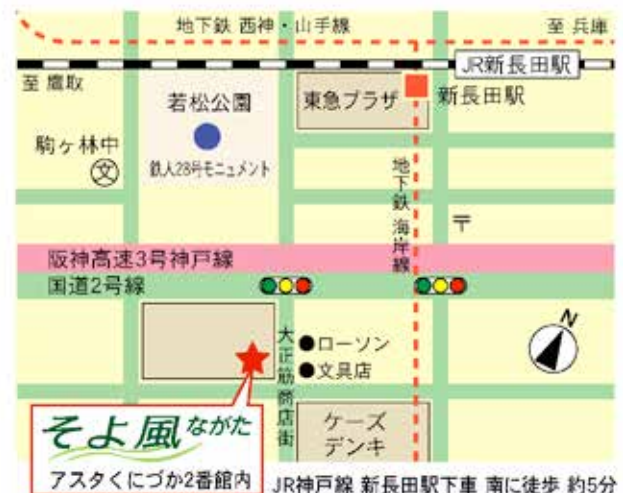 地下鉄 西神・山手線
至 兵庫
JR新長田駅
至 鷹取
若松公園
東急プラザ
新長田駅
駒ヶ林中
文
鉄人28号モニュメント
地下鉄 海岸線
〒
阪神高速3号神戸線
国道2号線
N
大正筋商店街
●ローソン
●文具店
そよ風ながた
アスタくにづか2番館内
ケーズ
デンキ
JR神戸線 新長田駅下車 南に徒歩 約5分